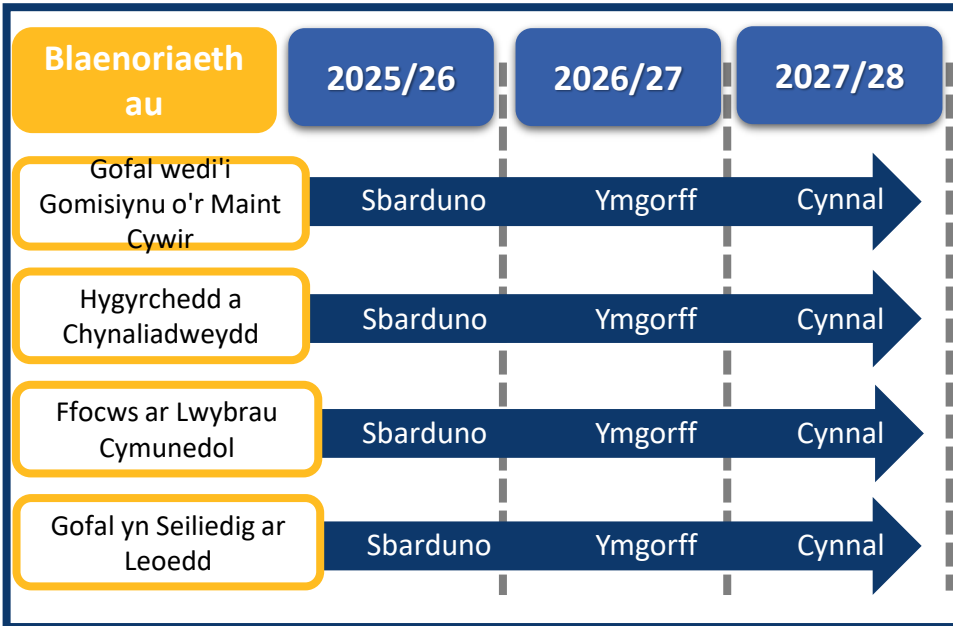 Blaenoriaeth
au
2025/26
2026/27
2027/28
Gofal wedi'i
Gomisiynu o'r Maint
Cywir
Sbarduno
Ymgorff
Cynnal
Hygyrchedd a
Chynaliadweydd
Sbarduno
Ymgorff
Cynnal
Ffocws ar Lwybrau
Cymunedol
Sbarduno
Ymgorff
Cynnal
Gofal yn Seiliedig ar
Leoedd
Sbarduno
Ymgorff
Cynnal